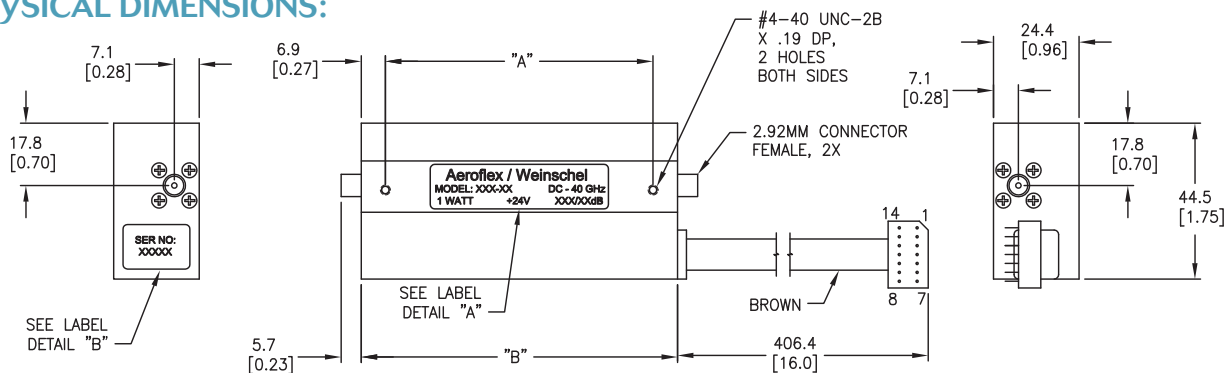 YSICAL DIMENSIONS:
7.1
[0.28]
17.8
[0.70]
SER NO:
XXXXX
SEE LABEL
DETAIL "B"
6.9
[0.27]
"A"
#4-40 UNC-2B
X .19 DP,
2 HOLES
BOTH SIDES
2.92MM CONNECTOR
FEMALE, 2X
Aeroflex / Weinschel
MODEL: XXX-XX DC - 40 GHz
1 WATT +24V XXX/XXdB
SEE LABEL
DETAIL "A"
5.7
[0.23]
"B"
14 1
8 7
BROWN
406.4
[16.0]
24.4
[0.96]
7.1
[0.28]
17.8
[0.70]
44.5
[1.75]